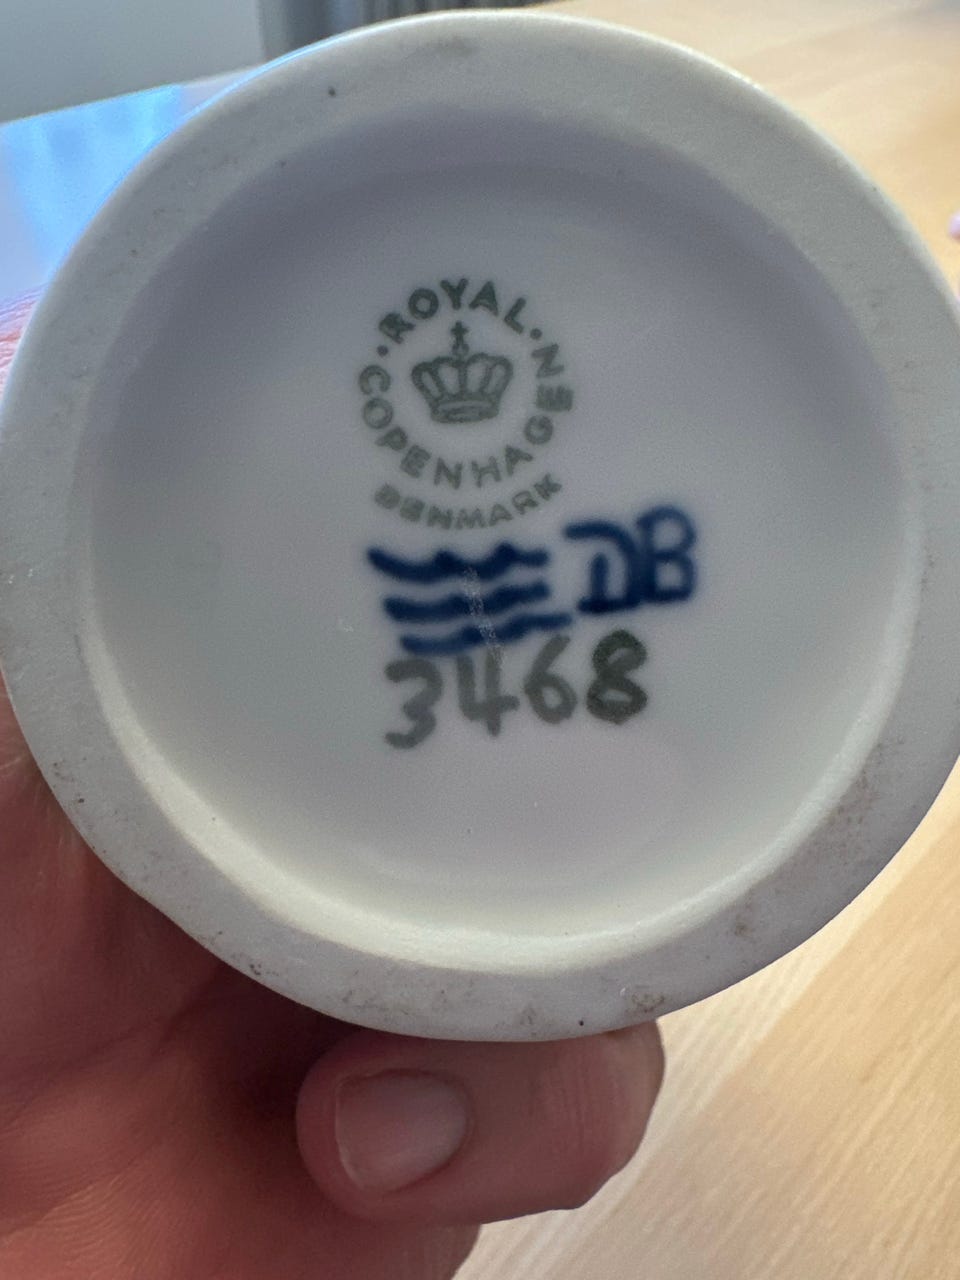 ROYAL
COPENHAGEN
DENMARK
DB
3468